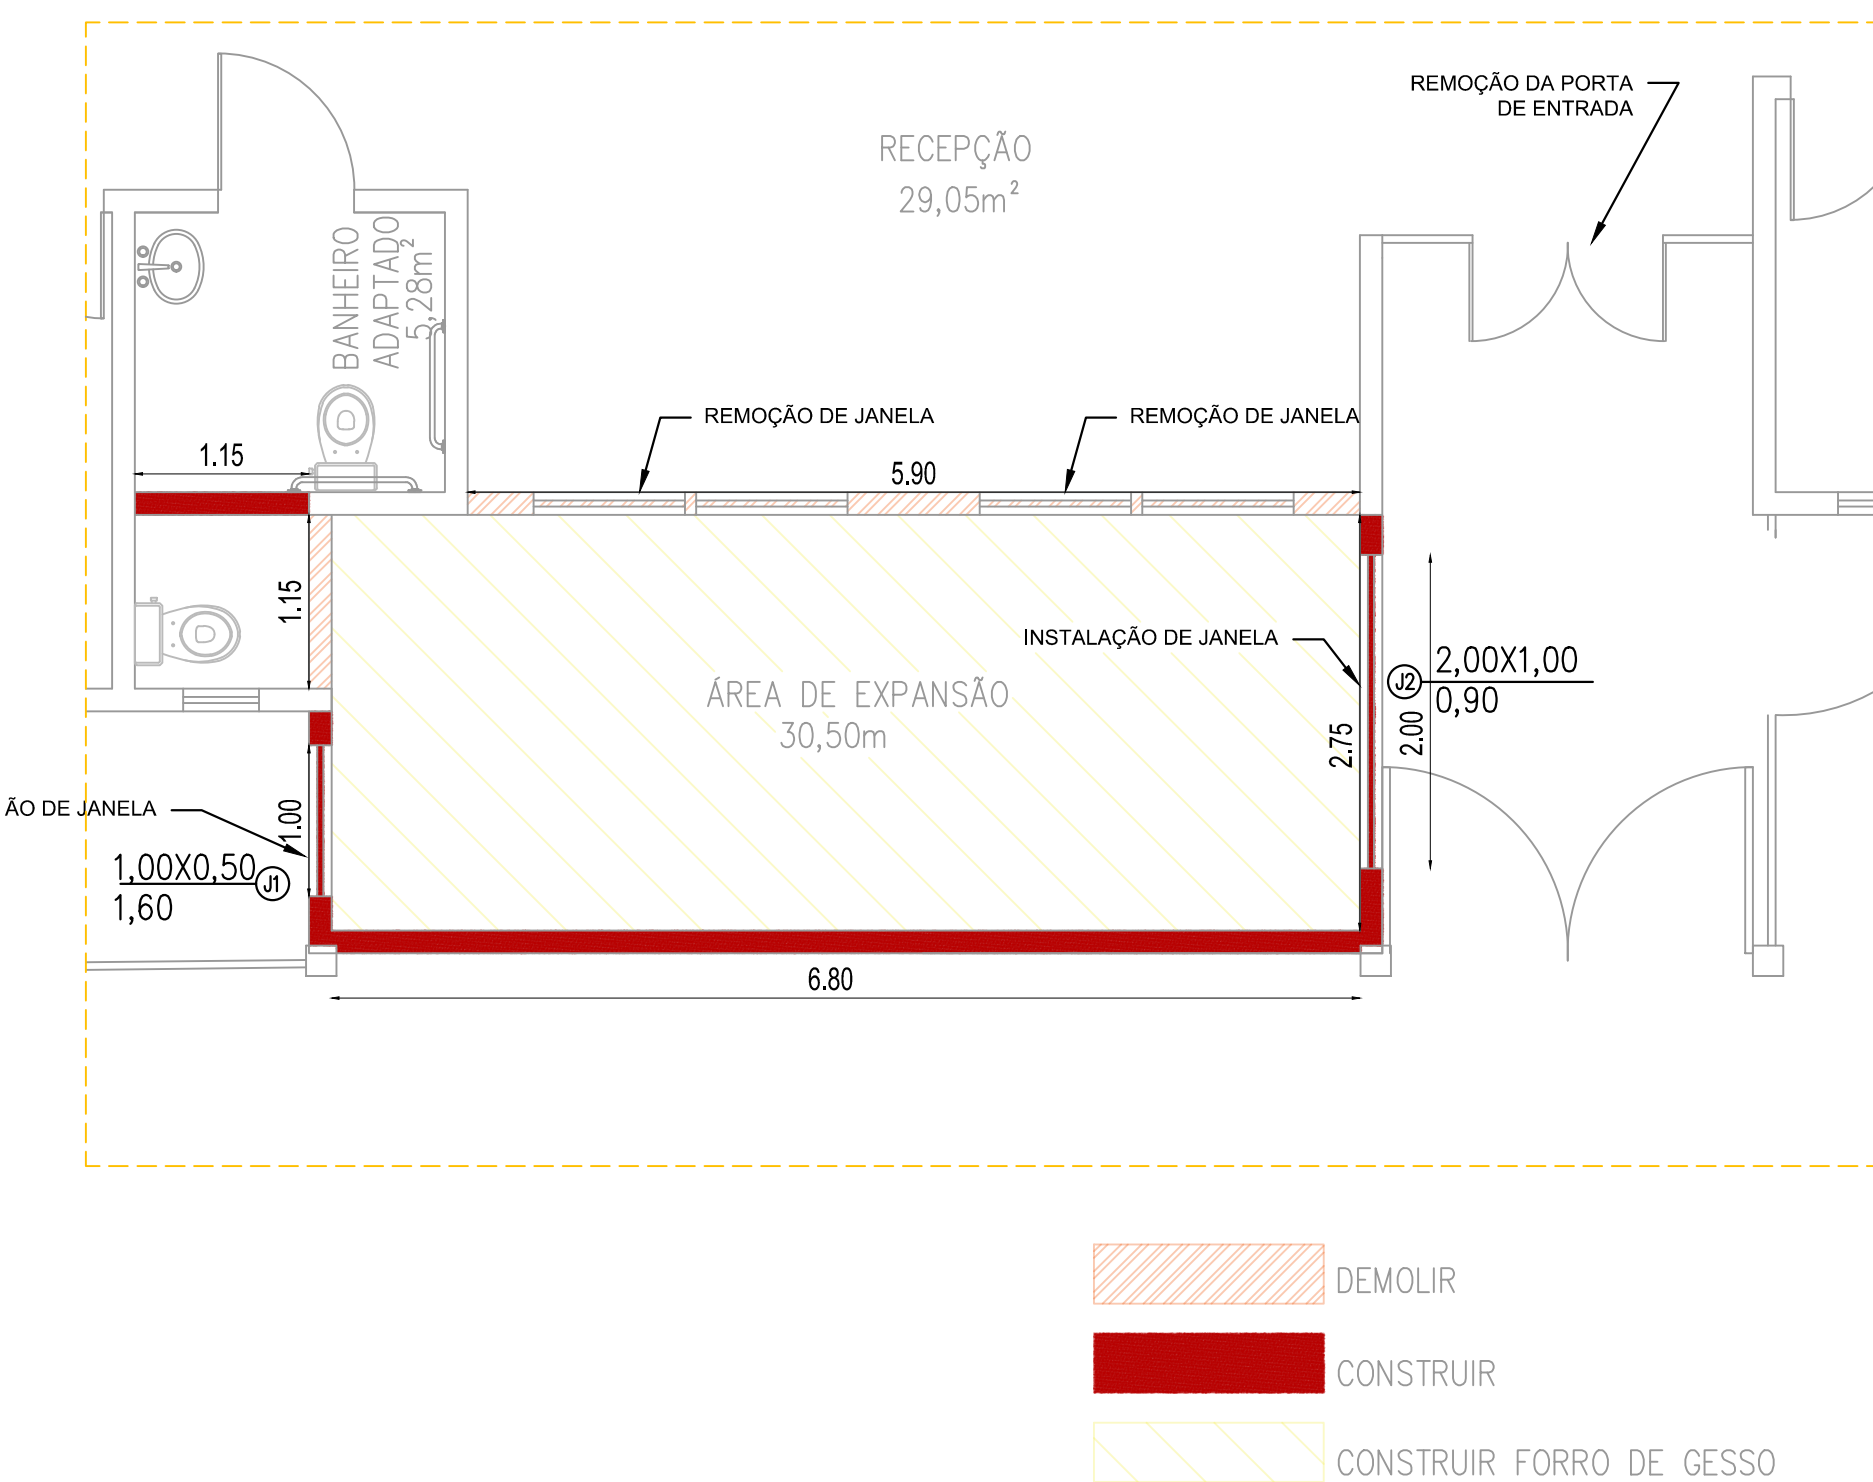 REMOÇÃO DA PORTA
DE ENTRADA
RECEPÇÃO
29,05m²
BANHEIRO
ADAPTADO
5,28m²
REMOÇÃO DE JANELA
REMOÇÃO DE JANELA
1.15
5.90
1.15
INSTALAÇÃO DE JANELA
J2
2,00X1,00
0,90
2.00
2.75
ÁREA DE EXPANSÃO
30,50m
ÃO DE JANELA
1.00
1,00X0,50
J1
1,60
6.80
DEMOLIR
CONSTRUIR
CONSTRUIR FORRO DE GESSO